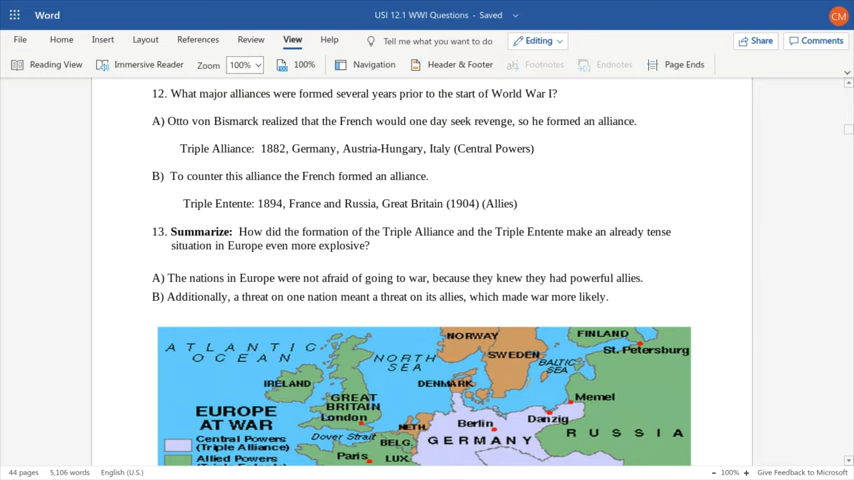 Word
USI 12.1 WWI Questions - Saved
CM
File Home Insert Layout References Review View Help Tell me what you want to do Editing Share Comments
Reading View Immersive Reader Zoom 100% 100% Navigation Header & Footer Footnotes Endnotes Page Ends
12. What major alliances were formed several years prior to the start of World War I?
A) Otto von Bismarck realized that the French would one day seek revenge, so he formed an alliance.
Triple Alliance: 1882, Germany, Austria-Hungary, Italy (Central Powers)
B) To counter this alliance the French formed an alliance.
Triple Entente: 1894, France and Russia, Great Britain (1904) (Allies)
13. Summarize: How did the formation of the Triple Alliance and the Triple Entente make an already tense
situation in Europe even more explosive?
A) The nations in Europe were not afraid of going to war, because they knew they had powerful allies.
B) Additionally, a threat on one nation meant a threat on its allies, which made war more likely.
ATLANTIC
OCEAN
NORTH
SEA
NORWAY
SWEDEN
FINLAND
St. Petersburg
BALTIC
SEA
IRELAND
GREAT
BRITAIN
London
DENMARK
Memel
Danzig
EUROPE
AT WAR
NETH.
Berlin
RUSSIA
Dover Strait
BELG.
GERMANY
Central Powers
(Triple Alliance)
Paris
LUX.
Allied Powers
44 pages 5,106 words English (U.S.) - 100% + Give Feedback to Microsoft